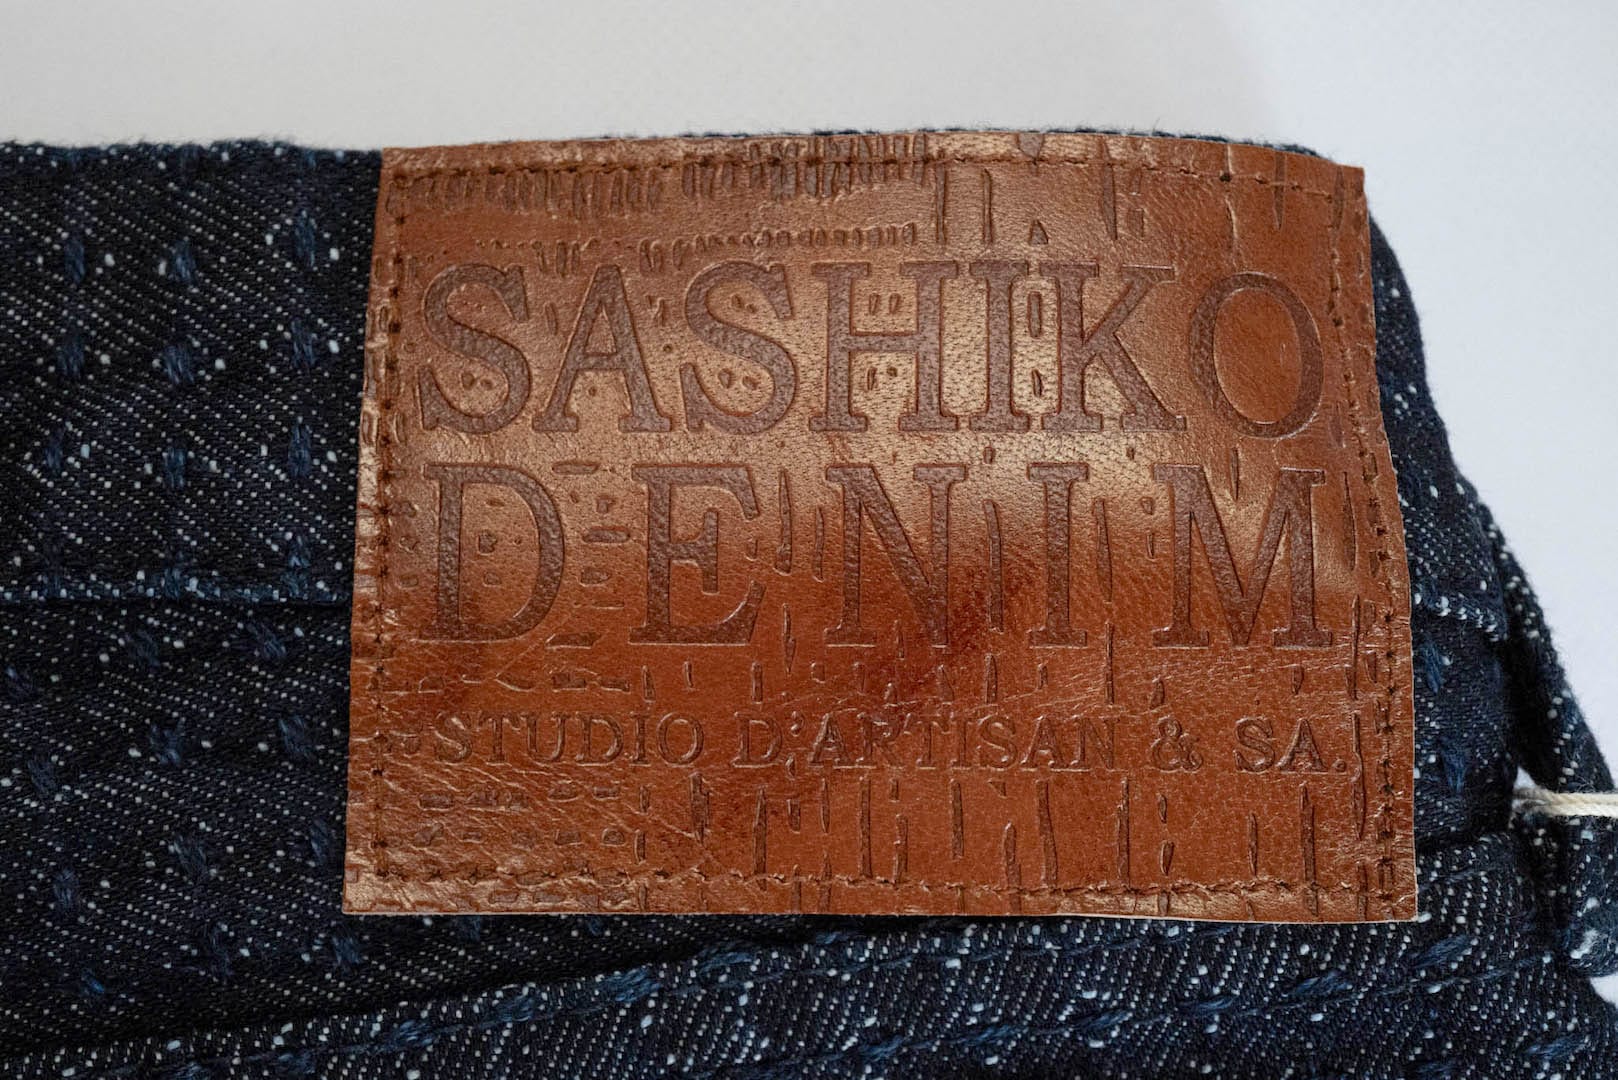 SASHIKO
DENIM
STUDIO D'ARTISAN & SA.